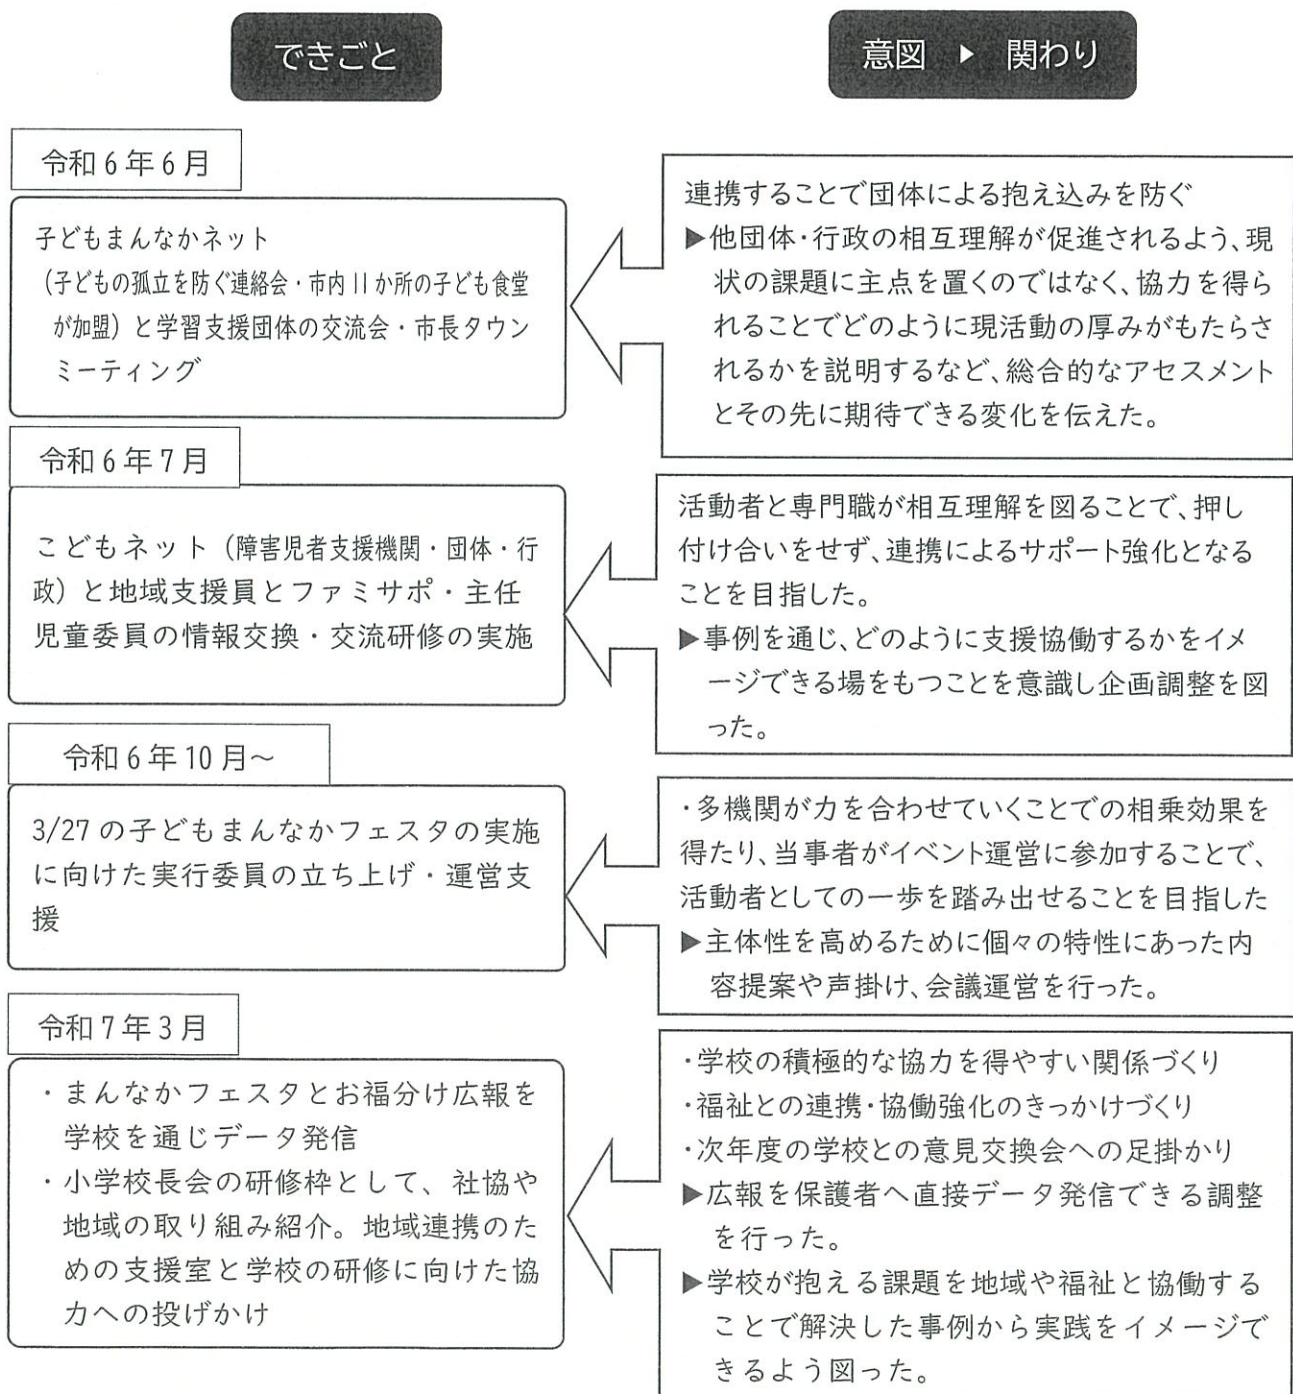 できごと
意図 ▶ 関わり
令和6年6月
子どもまんなかネット
(子どもの孤立を防ぐ連絡会・市内11か所の子ども食堂
が加盟)と学習支援団体の交流会・市長タウン
ミーティング
連携することで団体による抱え込みを防ぐ
▶他団体・行政の相互理解が促進されるよう、現
状の課題に主点を置くのではなく、協力を得ら
れることでどのように現活動の厚みがもたらさ
れるかを説明するなど、総合的なアセスメント
とその先に期待できる変化を伝えた。
令和6年7月
こどもネット(障害児者支援機関・団体・行
政)と地域支援員とファミサポ・主任
児童委員の情報交換・交流研修の実施
活動者と専門職が相互理解を図ることで、押し
付け合いをせず、連携によるサポート強化となる
ことを目指した。
▶事例を通じ、どのように支援協働するかをイメ
ージできる場をもつことを意識し企画調整を図
った。
令和6年10月~
3/27の子どもまんなかフェスタの実施
に向けた実行委員の立ち上げ・運営支
援
・多機関が力を合わせていくことでの相乗効果を
得たり、当事者がイベント運営に参加することで、
活動者としての一歩を踏み出せることを目指した
▶主体性を高めるために個々の特性にあった内
容提案や声掛け、会議運営を行った。
令和7年3月
・まんなかフェスタとお福分け広報を
学校を通じデータ発信
・小学校長会の研修枠として、社協や
地域の取り組み紹介。地域連携のた
めの支援室と学校の研修に向けた協
力への投げかけ
・学校の積極的な協力を得やすい関係づくり
・福祉との連携・協働強化のきっかけづくり
・次年度の学校との意見交換会への足掛かり
▶広報を保護者へ直接データ発信できる調整
を行った。
▶学校が抱える課題を地域や福祉と協働する
ことで解決した事例から実践をイメージで
きるよう図った。